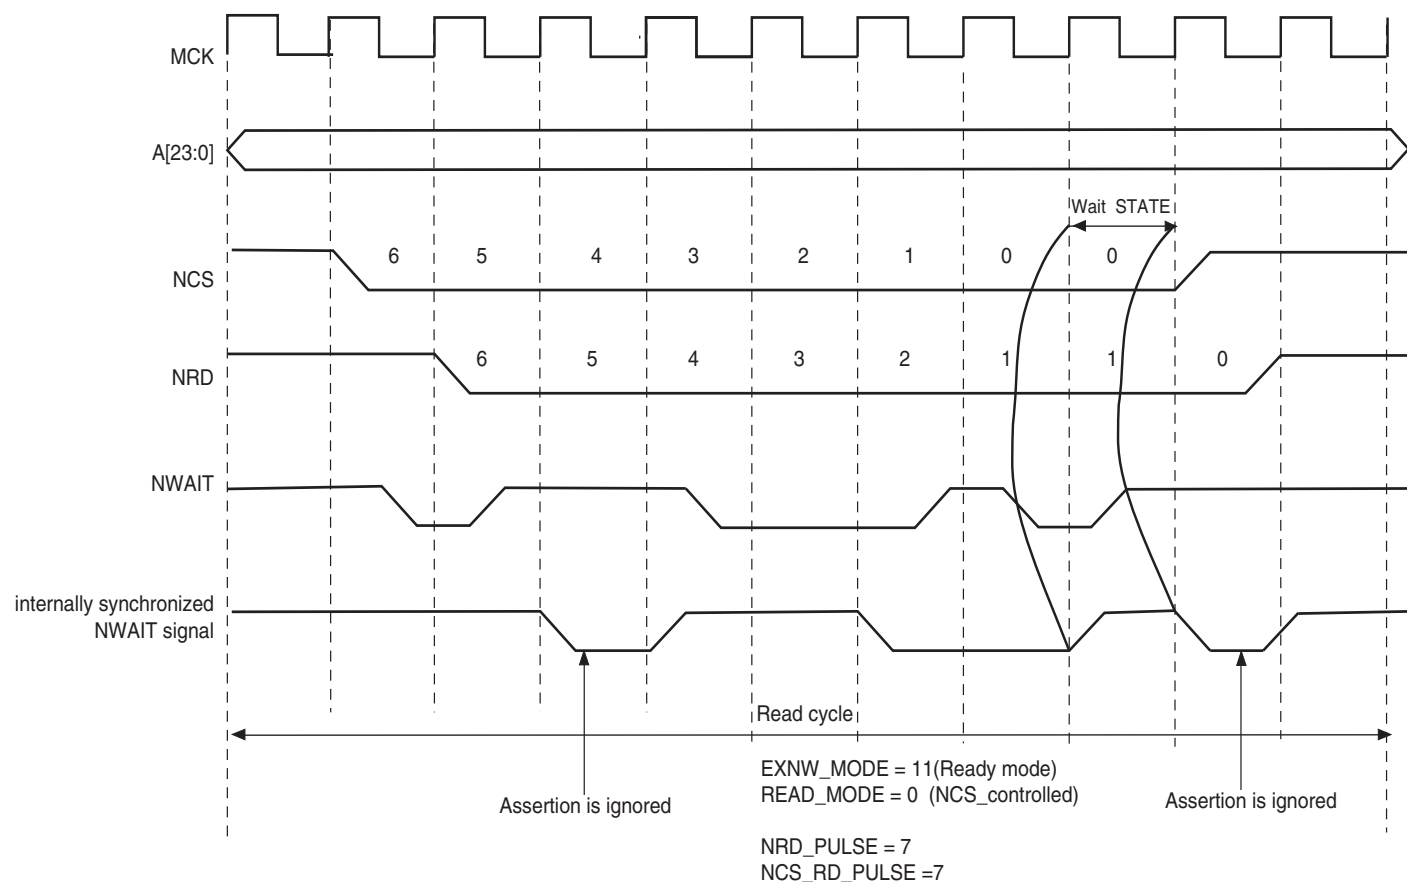 MCK
A[23:0]
Wait STATE
NCS
6 5 4 3 2 1 0 0
NRD
6 5 4 3 2 1 1 0
NWAIT
internally synchronized
NWAIT signal
Read cycle
EXNW_MODE = 11(Ready mode)
READ_MODE = 0 (NCS_controlled)
Assertion is ignored
Assertion is ignored
NRD_PULSE = 7
NCS_RD_PULSE =7